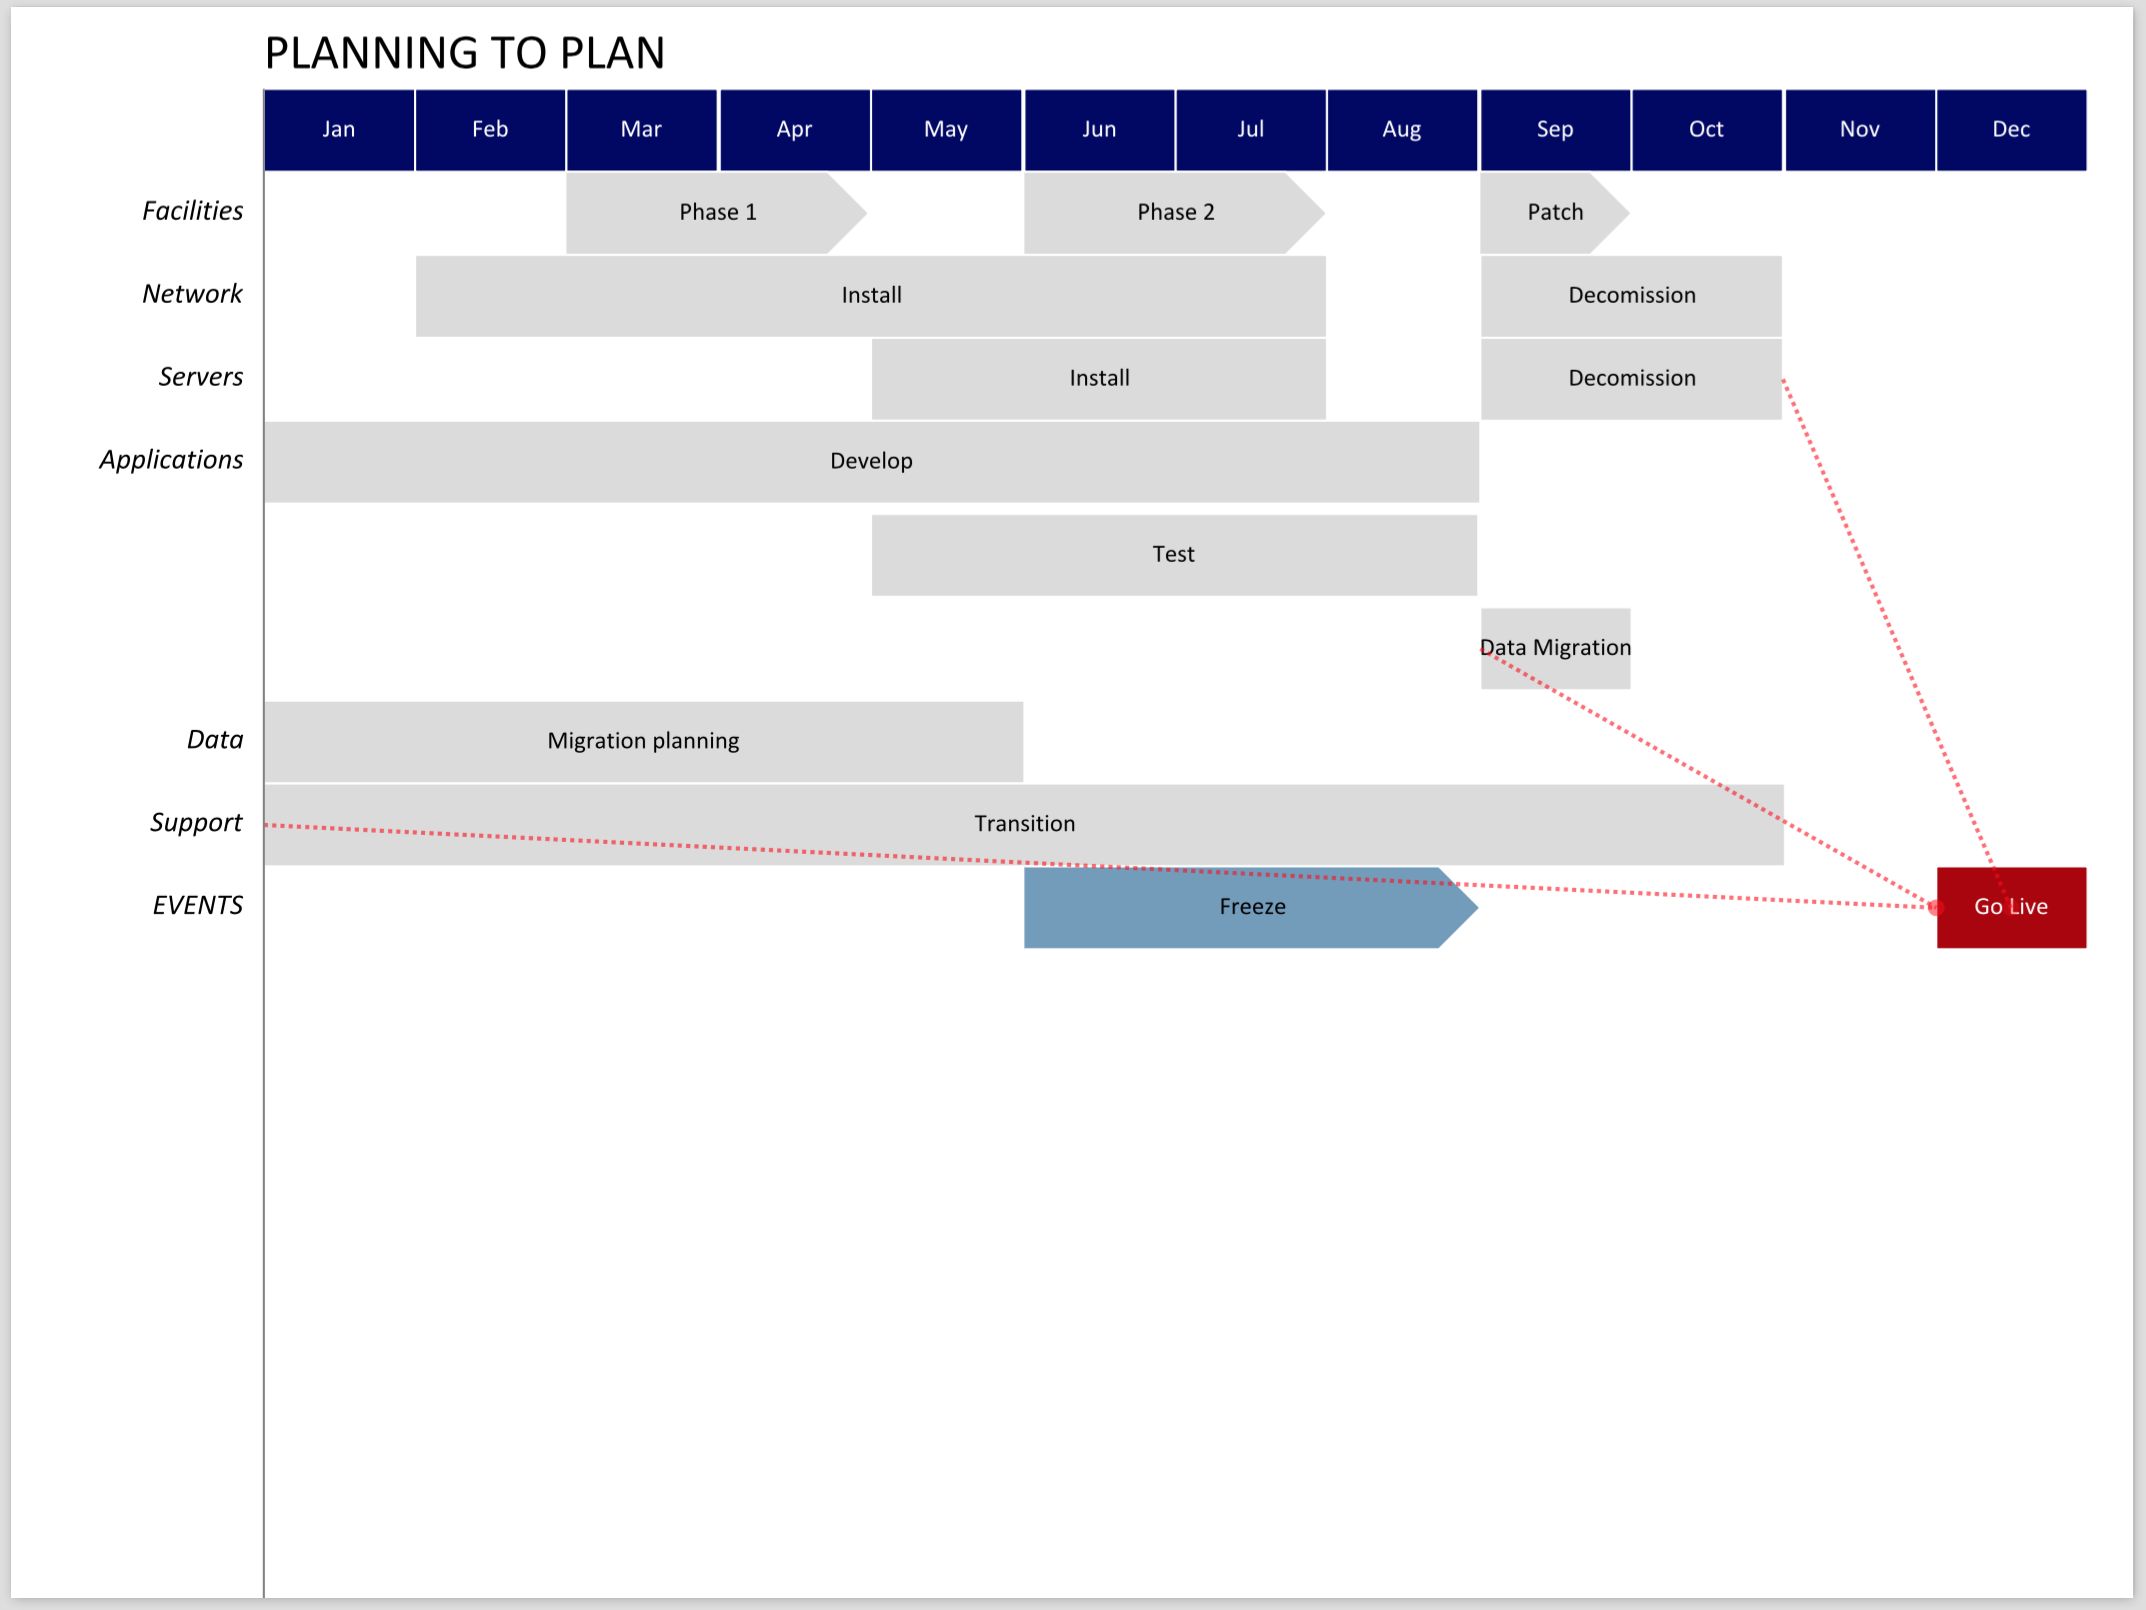 PLANNING TO PLAN
Jan Feb Mar Apr May Jun Jul Aug Sep Oct Nov Dec
Facilities Phase 1 Phase 2 Patch
Network Install Decomission
Servers Install Decomission
Applications Develop
Test
Data Migration
Data Migration planning
Support Transition
EVENTS Freeze Go Live